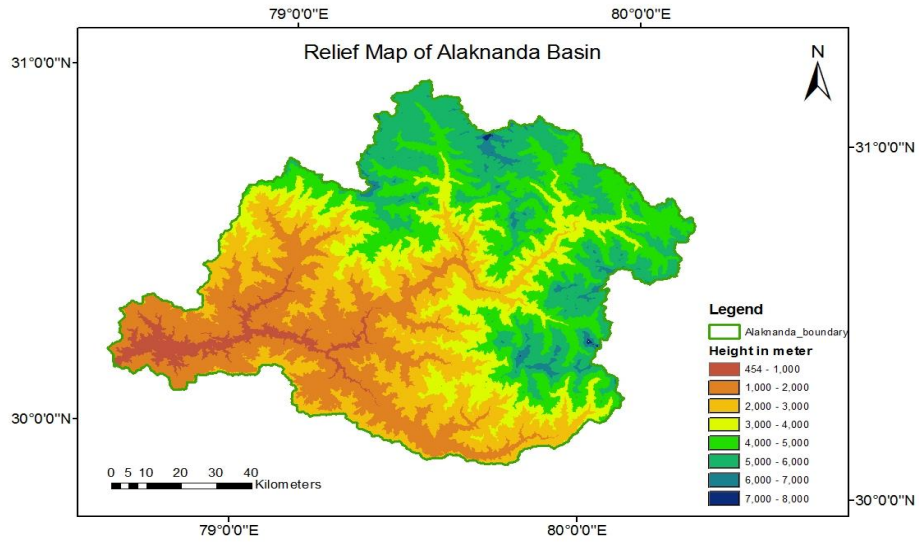 79°0'0"E 80°0'0"E
Relief Map of Alaknanda Basin
N
31°0'0"N
31°0'0"N
Legend
Alaknanda_boundary
Height in meter
454 - 1,000
1,000 - 2,000
2,000 - 3,000
3,000 - 4,000
4,000 - 5,000
5,000 - 6,000
6,000 - 7,000
7,000 - 8,000
30°0'0"N
0 5 10 20 30 40
Kilometers
30°0'0"N
79°0'0"E 80°0'0"E